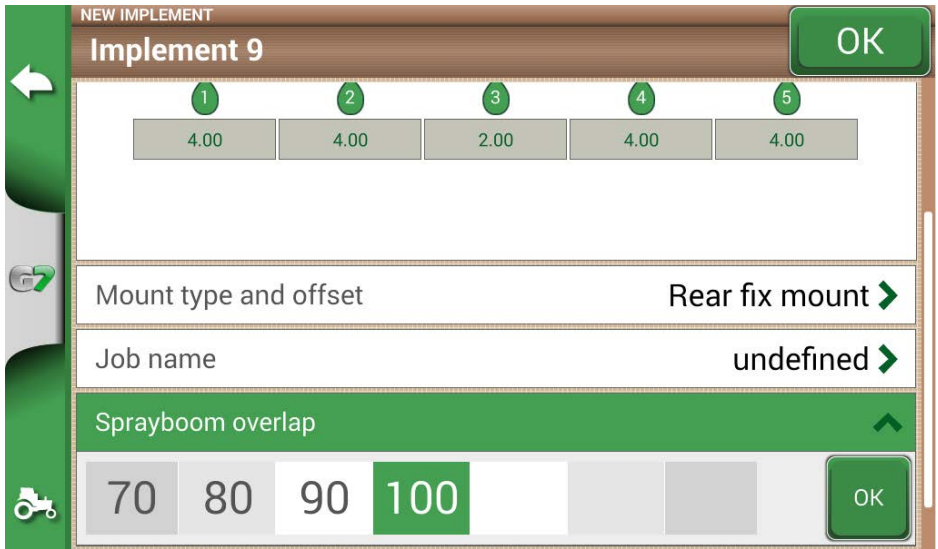 NEW IMPLEMENT
Implement 9
OK
1 2 3 4 5
4.00 4.00 2.00 4.00 4.00
G7
Mount type and offset Rear fix mount
Job name undefined
Sprayboom overlap
70 80 90 100 OK